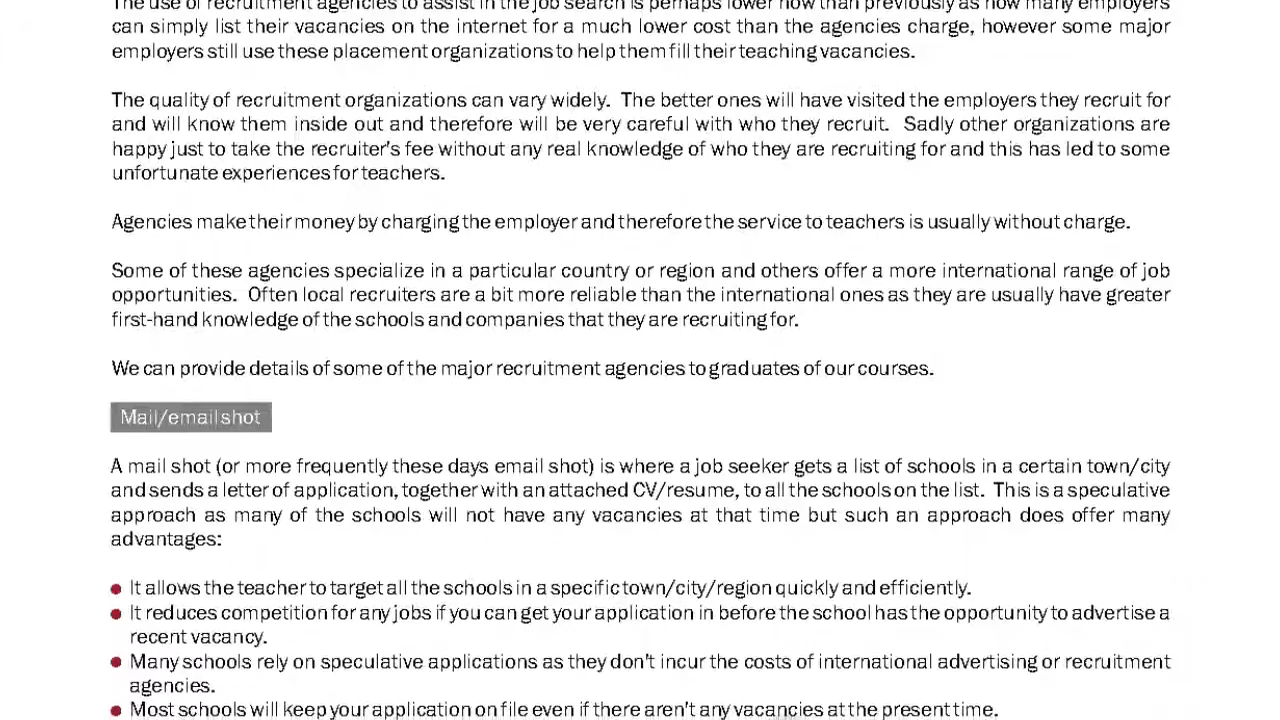 The use of recruitment agencies to assist in the job search is perhaps lower now than previously as now many employers
can simply list their vacancies on the internet for a much lower cost than the agencies charge, however some major
employers still use these placement organizations to help them fill their teaching vacancies.
The quality of recruitment organizations can vary widely. The better ones will have visited the employers they recruit for
and will know them inside out and therefore will be very careful with who they recruit. Sadly other organizations are
happy just to take the recruiter's fee without any real knowledge of who they are recruiting for and this has led to some
unfortunate experiences for teachers.
Agencies make their money by charging the employer and therefore the service to teachers is usually without charge.
Some of these agencies specialize in a particular country or region and others offer a more international range of job
opportunities. Often local recruiters are a bit more reliable than the international ones as they are usually have greater
first-hand knowledge of the schools and companies that they are recruiting for.
We can provide details of some of the major recruitment agencies to graduates of our courses.
Mail/email shot
A mail shot (or more frequently these days email shot) is where a job seeker gets a list of schools in a certain town/city
and sends a letter of application, together with an attached CV/resume, to all the schools on the list. This is a speculative
approach as many of the schools will not have any vacancies at that time but such an approach does offer many
advantages:
● It allows the teacher to target all the schools in a specific town/city/region quickly and efficiently.
● It reduces competition for any jobs if you can get your application in before the school has the opportunity to advertise a
recent vacancy.
● Many schools rely on speculative applications as they don't incur the costs of international advertising or recruitment
agencies.
● Most schools will keep your application on file even if there aren't any vacancies at the present time.